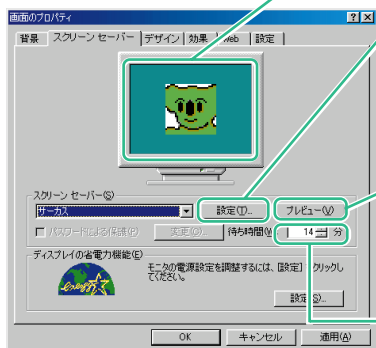 画面のプロパティ
背景 スクリーン セーバー デザイン 効果 Web 設定
スクリーン セーバー(S)
サーカス 設定(T)... プレビュー(V)
パスワードによる保護(P) 変更(C)... 待ち時間(W) 14 分
ディスプレイの省電力機能(E)
モニタの電源設定を調整するには、[設定] クリックし
てください。
energy
設定(S)...
OK キャンセル 適用(A)